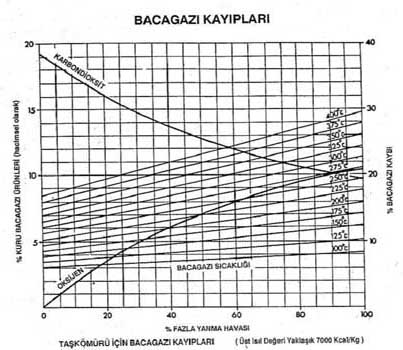 BACAGAZI KAYIPLARI
% KURU BACAGAZI ÜRÜNLERİ (hacimsel olarak)
20
15
10
5
0
KARBONDİOKSİT
OKSİJEN
400°C
375°C
350°C
325°C
300°C
275°C
250°C
225°C
200°C
175°C
150°C
125°C
100°C
BACAGAZI SICAKLIĞI
40
30
20
10
% BACAGAZI KAYBI
0
20
40
60
80
100
% FAZLA YANMA HAVASI
TAŞKÖMÜRÜ İÇİN BACAGAZI KAYIPLARI ( Üst Isıl Değeri Yaklaşık 7000 Kcal/Kg )